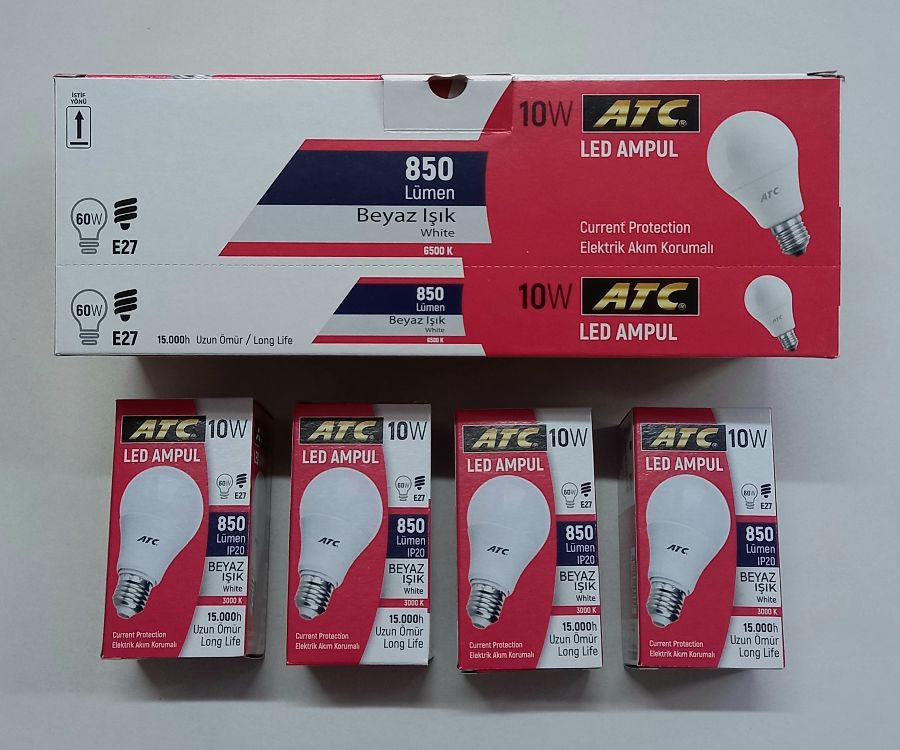 İSTİF
YÖNÜ
10W ATC®
LED AMPUL
850
Lümen
Beyaz Işık
White
6500 K
60W
E27
ATC
Current Protection
Elektrik Akım Korumalı
10W ATC®
LED AMPUL
850
Lümen
Beyaz Işık
White
6500 K
60W
E27
15.000h Uzun Ömür / Long Life
ATC
ATC® 10W
LED AMPUL
60W
E27
850
Lümen
IP20
ATC
BEYAZ
IŞIK
White
3000 K
15.000h
Uzun Ömür
Long Life
Current Protection
Elektrik Akım Korumalı
ATC® 10W
LED AMPUL
60W
E27
850
Lümen
IP20
ATC
BEYAZ
IŞIK
White
3000 K
15.000h
Uzun Ömür
Long Life
Current Protection
Elektrik Akım Korumalı
ATC® 10W
LED AMPUL
60W
E27
850
Lümen
IP20
ATC
BEYAZ
IŞIK
White
3000 K
15.000h
Uzun Ömür
Long Life
Current Protection
Elektrik Akım Korumalı
ATC® 10W
LED AMPUL
60W
E27
850
Lümen
IP20
ATC
BEYAZ
IŞIK
White
3000 K
15.000h
Uzun Ömür
Long Life
Current Protection
Elektrik Akım Korumalı